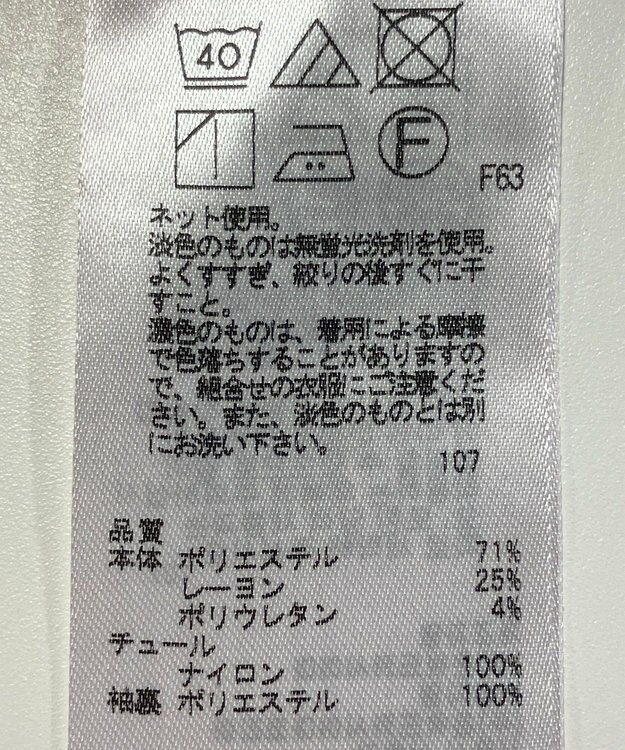 40
F
F63
ネット使用。
淡色のものは無蛍光洗剤を使用。
よくすすぎ、絞りの後すぐに干
すこと。
濃色のものは、着用による摩擦
で色落ちすることがありますの
で、組合せの衣服にご注意くだ
さい。また、淡色のものとは別
にお洗い下さい。
107
品質
本体 ポリエステル 71%
レーヨン 25%
ポリウレタン 4%
チュール
ナイロン 100%
袖裏 ポリエステル 100%